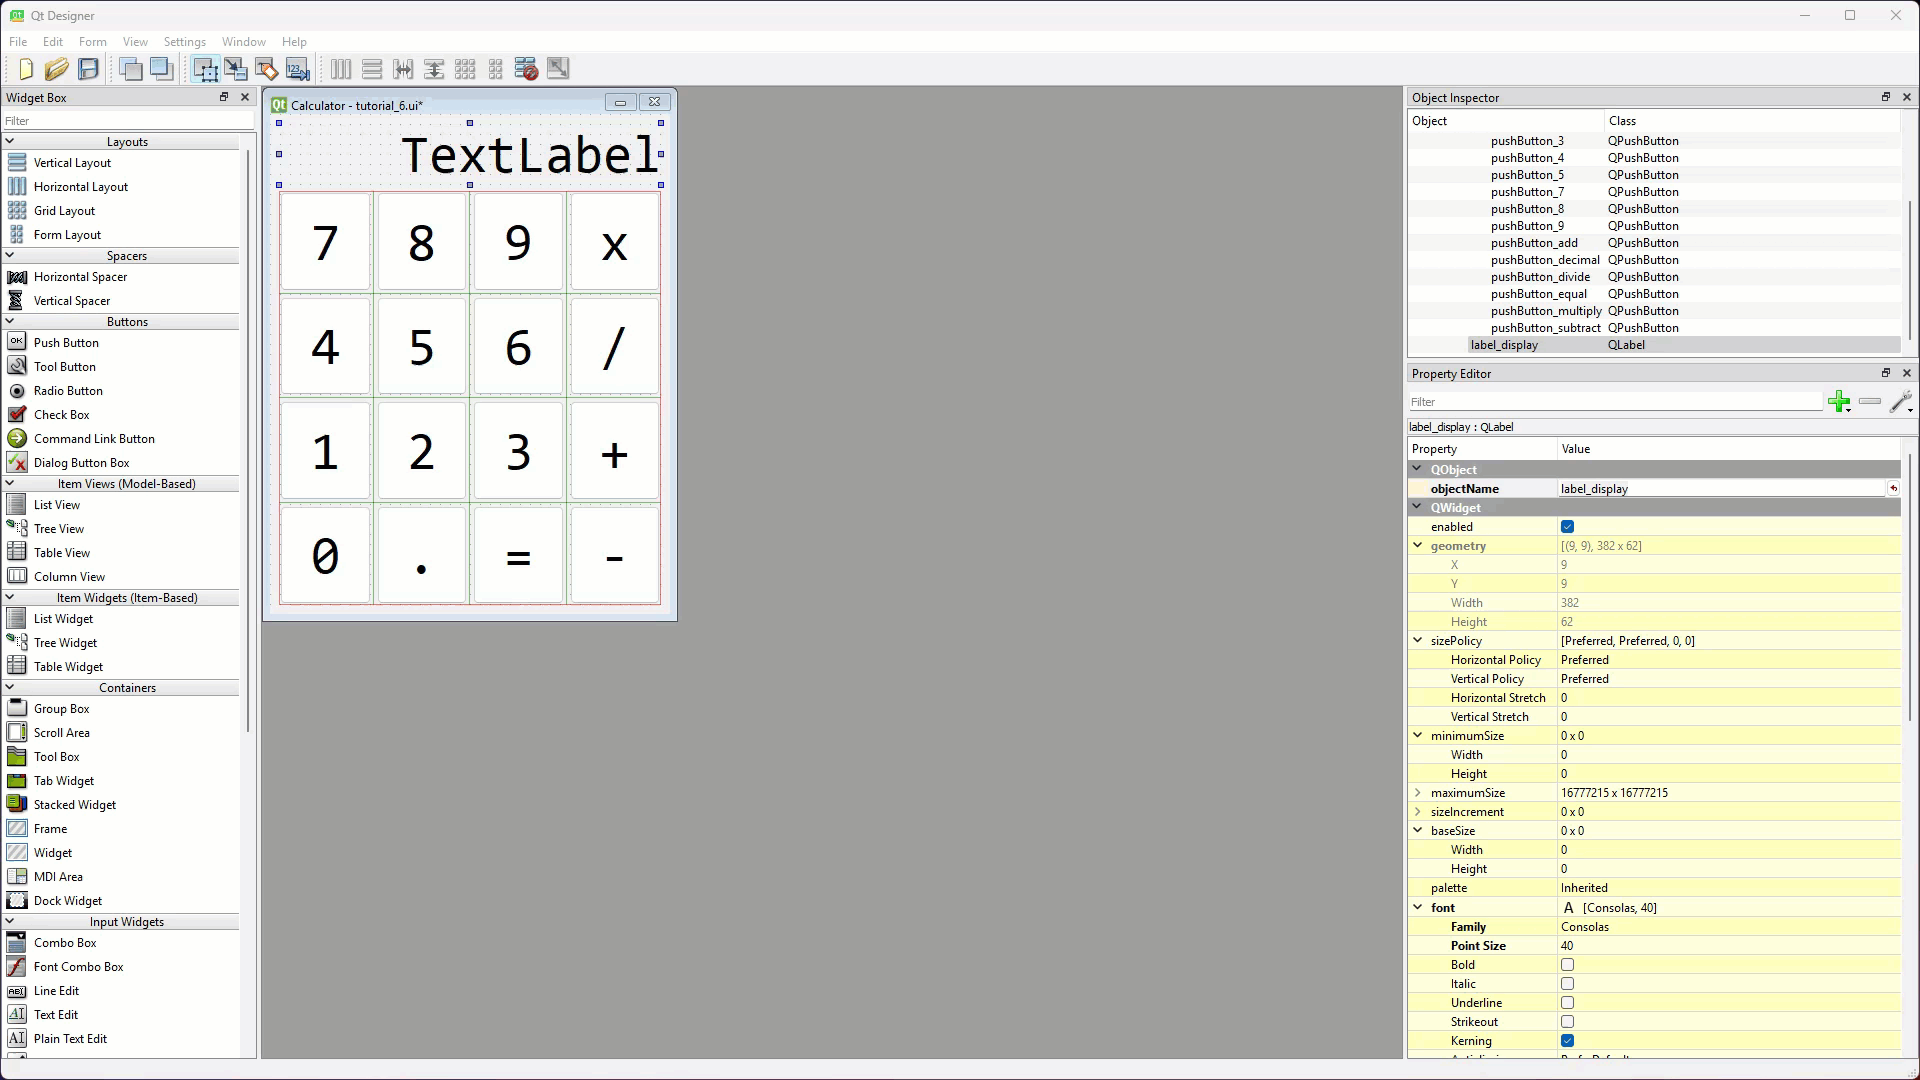 Qt Designer
File Edit Form View Settings Window Help
Widget Box
Filter
Layouts
Vertical Layout
Horizontal Layout
Grid Layout
Form Layout
Spacers
Horizontal Spacer
Vertical Spacer
Buttons
Push Button
Tool Button
Radio Button
Check Box
Command Link Button
Dialog Button Box
Item Views (Model-Based)
List View
Tree View
Table View
Column View
Item Widgets (Item-Based)
List Widget
Tree Widget
Table Widget
Containers
Group Box
Scroll Area
Tool Box
Tab Widget
Stacked Widget
Frame
Widget
MDI Area
Dock Widget
Input Widgets
Combo Box
Font Combo Box
Line Edit
Text Edit
Plain Text Edit
Calculator - tutorial_6.ui*
TextLabel
7 8 9 x
4 5 6 /
1 2 3 +
0 . = -
Object Inspector
Object Class
pushButton_3 QPushButton
pushButton_4 QPushButton
pushButton_5 QPushButton
pushButton_7 QPushButton
pushButton_8 QPushButton
pushButton_9 QPushButton
pushButton_add QPushButton
pushButton_decimal QPushButton
pushButton_divide QPushButton
pushButton_equal QPushButton
pushButton_multiply QPushButton
pushButton_subtract QPushButton
label_display QLabel
Property Editor
Filter
label_display : QLabel
Property Value
QObject
objectName label_display
QWidget
enabled
geometry [(9, 9), 382 x 62]
X 9
Y 9
Width 382
Height 62
sizePolicy [Preferred, Preferred, 0, 0]
Horizontal Policy Preferred
Vertical Policy Preferred
Horizontal Stretch 0
Vertical Stretch 0
minimumSize 0 x 0
Width 0
Height 0
maximumSize 16777215 x 16777215
sizeIncrement 0 x 0
baseSize 0 x 0
Width 0
Height 0
palette Inherited
font A [Consolas, 40]
Family Consolas
Point Size 40
Bold
Italic
Underline
Strikeout
Kerning